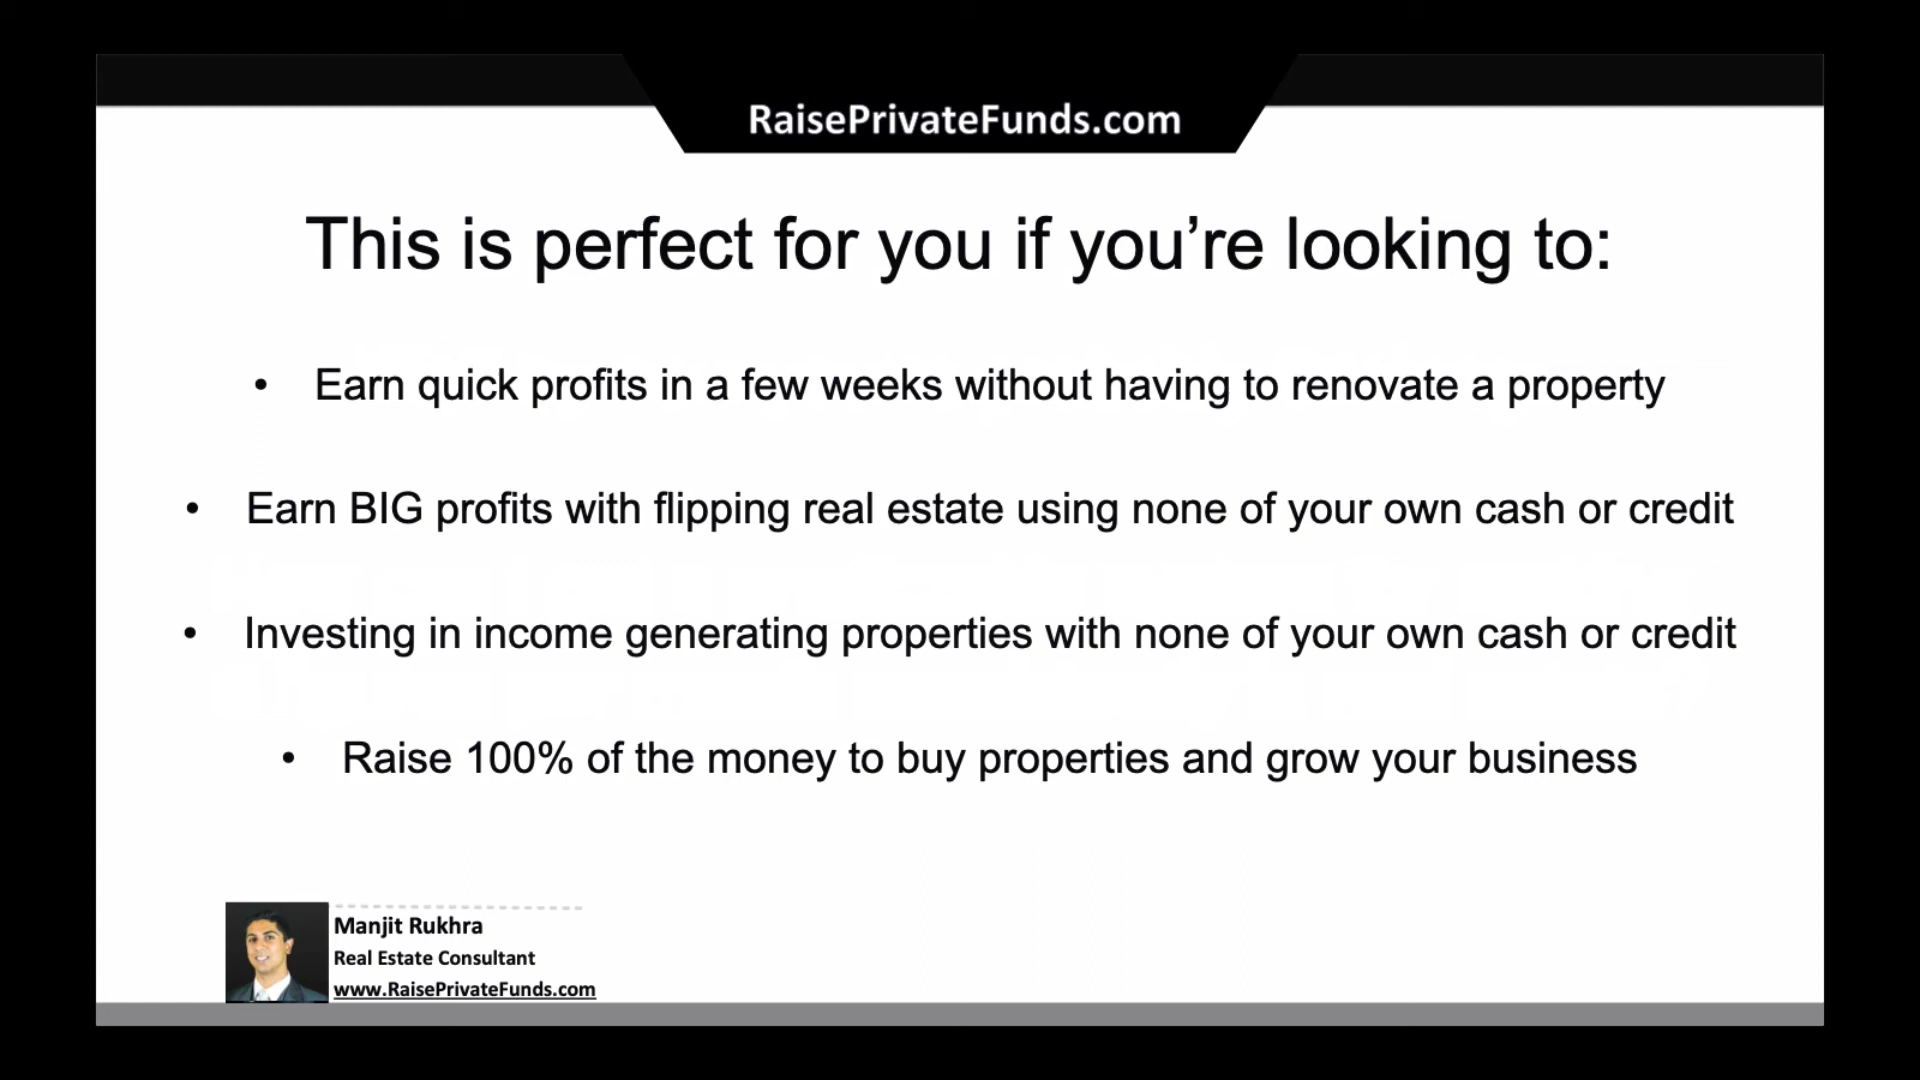 RaisePrivateFunds.com
This is perfect for you if you’re looking to:
• Earn quick profits in a few weeks without having to renovate a property
• Earn BIG profits with flipping real estate using none of your own cash or credit
• Investing in income generating properties with none of your own cash or credit
• Raise 100% of the money to buy properties and grow your business
Manjit Rukhra
Real Estate Consultant
www.RaisePrivateFunds.com